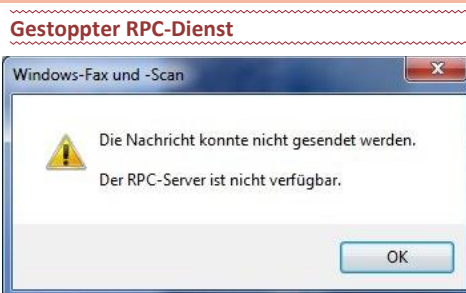 Gestoppter RPC-Dienst
Windows-Fax und -Scan
Die Nachricht konnte nicht gesendet werden.
Der RPC-Server ist nicht verfügbar.
OK